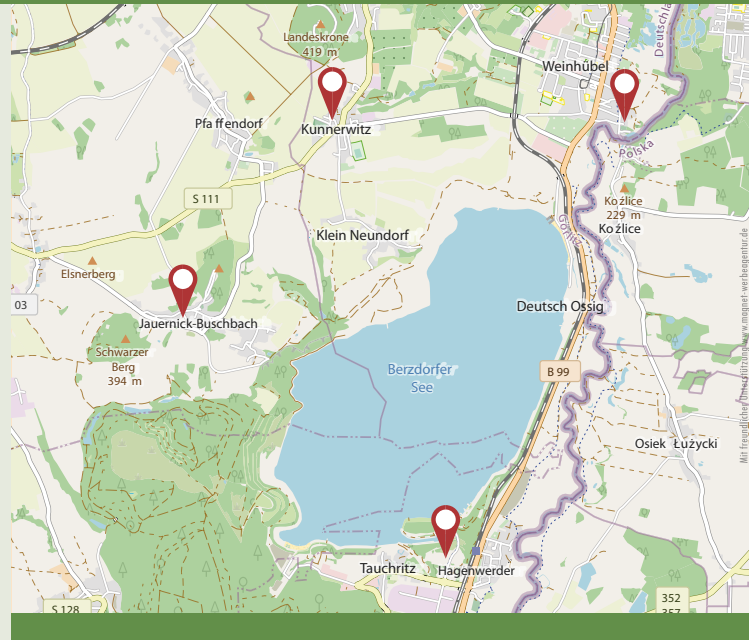 Deutschla
Landeskrone
419 m
Weinhübel
Pfaffendorf
Kunnerwitz
Polska
S 111
Koźlice
229 m
Koźlice
Görlitz
Klein Neundorf
Elsnerberg
03
Deutsch Ossig
Jauernick-Buschbach
Schwarzer
Berg
394 m
Berzdorfer
See
B 99
Osiek Łużycki
Mit freundlicher Unterstützung www.magnet-werbeagentur.de
Tauchritz
Hagenwerder
S 128
352
357